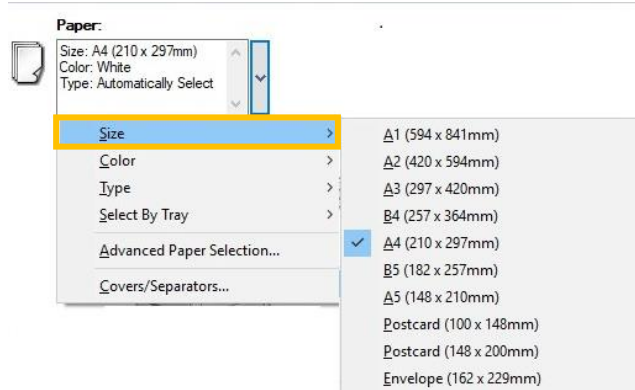 Paper:
Size: A4 (210 x 297mm)
Color: White
Type: Automatically Select
Size
Color
Type
Select By Tray
Advanced Paper Selection...
Covers/Separators...
A1 (594 x 841mm)
A2 (420 x 594mm)
A3 (297 x 420mm)
B4 (257 x 364mm)
A4 (210 x 297mm)
B5 (182 x 257mm)
A5 (148 x 210mm)
Postcard (100 x 148mm)
Postcard (148 x 200mm)
Envelope (162 x 229mm)